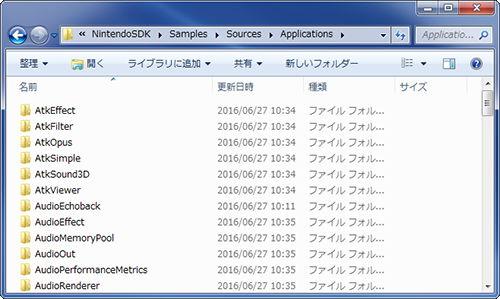 « NintendoSDK ▸ Samples ▸ Sources ▸ Applications ▸ Applicatio...
整理 開く ライブラリに追加 共有 新しいフォルダー
名前 更新日時 種類 サイズ
AtkEffect 2016/06/27 10:34 ファイル フォル...
AtkFilter 2016/06/27 10:34 ファイル フォル...
AtkOpus 2016/06/27 10:34 ファイル フォル...
AtkSimple 2016/06/27 10:34 ファイル フォル...
AtkSound3D 2016/06/27 10:34 ファイル フォル...
AtkViewer 2016/06/27 10:34 ファイル フォル...
AudioEchoback 2016/06/27 10:11 ファイル フォル...
AudioEffect 2016/06/27 10:35 ファイル フォル...
AudioMemoryPool 2016/06/27 10:35 ファイル フォル...
AudioOut 2016/06/27 10:35 ファイル フォル...
AudioPerformanceMetrics 2016/06/27 10:35 ファイル フォル...
AudioRenderer 2016/06/27 10:35 ファイル フォル...